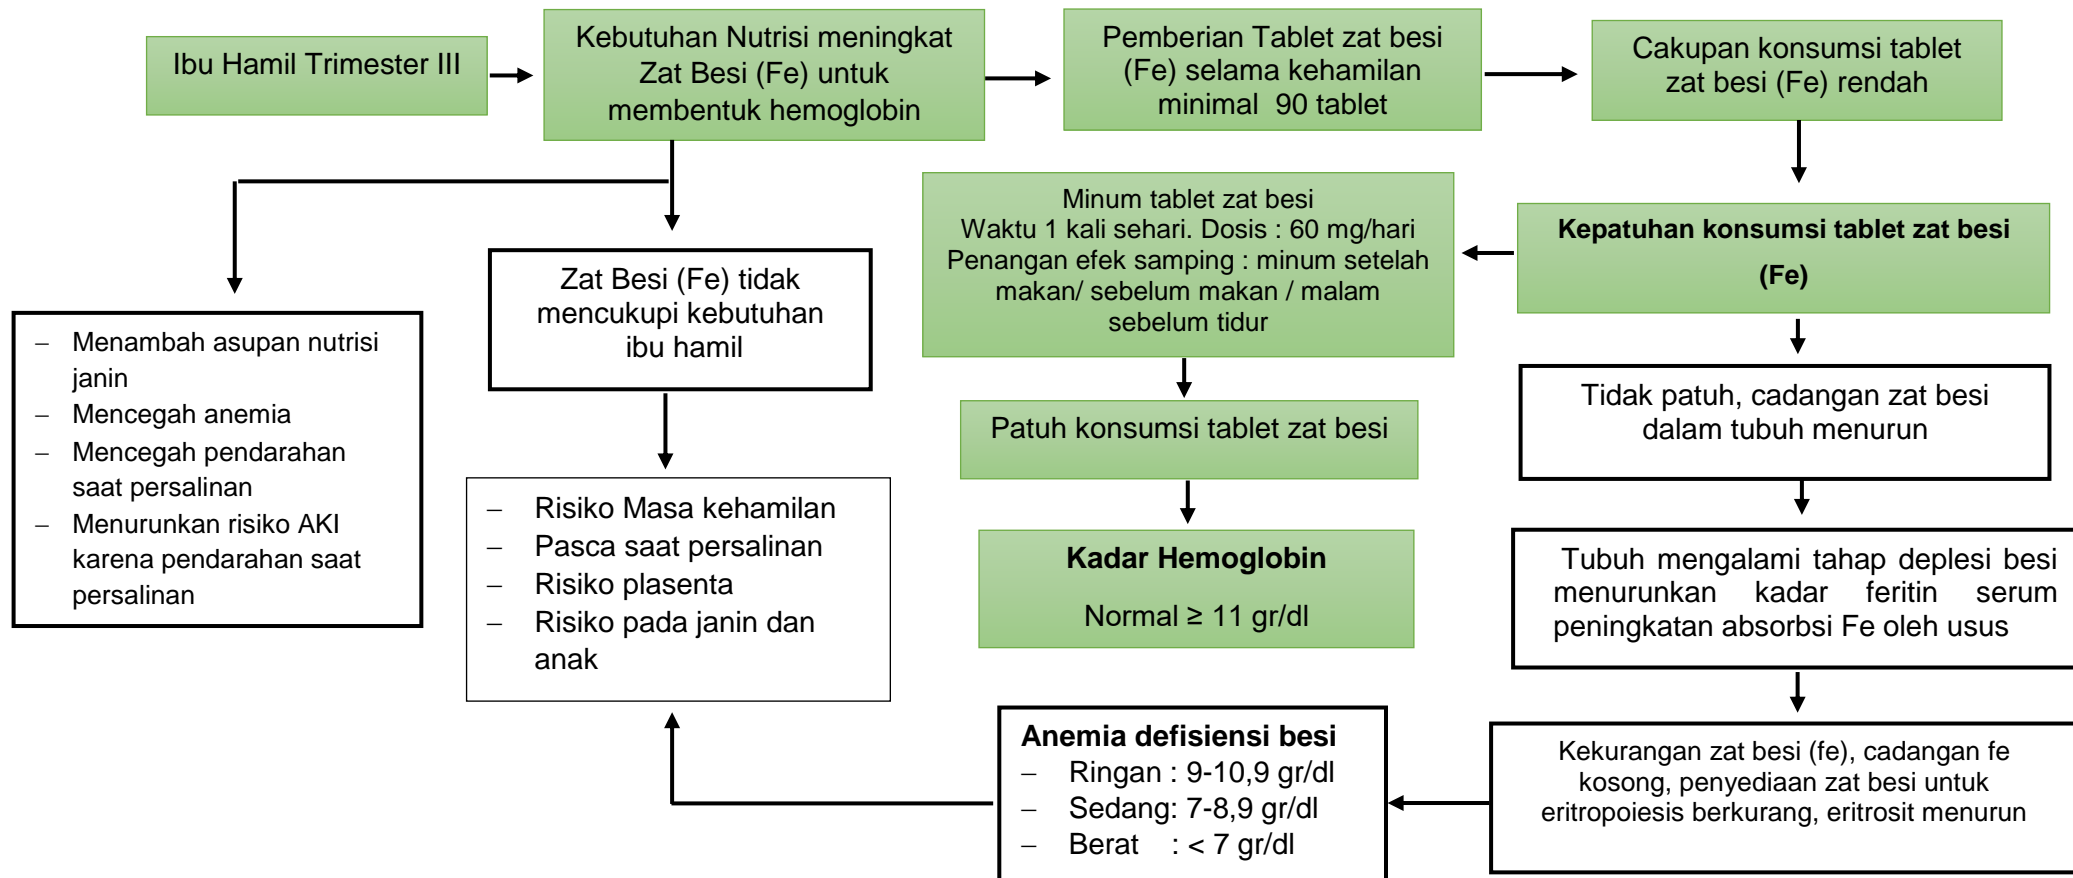 Ibu Hamil Trimester III
Kebutuhan Nutrisi meningkat
Zat Besi (Fe) untuk
membentuk hemoglobin
Pemberian Tablet zat besi
(Fe) selama kehamilan
minimal 90 tablet
Cakupan konsumsi tablet
zat besi (Fe) rendah
Minum tablet zat besi
Waktu 1 kali sehari. Dosis : 60 mg/hari
Penangan efek samping : minum setelah
makan/ sebelum makan / malam
sebelum tidur
Kepatuhan konsumsi tablet zat besi
(Fe)
Zat Besi (Fe) tidak
mencukupi kebutuhan
ibu hamil
– Menambah asupan nutrisi
janin
– Mencegah anemia
– Mencegah pendarahan
saat persalinan
– Menurunkan risiko AKI
karena pendarahan saat
persalinan
Patuh konsumsi tablet zat besi
Tidak patuh, cadangan zat besi
dalam tubuh menurun
– Risiko Masa kehamilan
– Pasca saat persalinan
– Risiko plasenta
– Risiko pada janin dan
anak
Kadar Hemoglobin
Normal ≥ 11 gr/dl
Tubuh mengalami tahap deplesi besi
menurunkan kadar feritin serum
peningkatan absorbsi Fe oleh usus
Anemia defisiensi besi
– Ringan : 9-10,9 gr/dl
– Sedang: 7-8,9 gr/dl
– Berat : < 7 gr/dl
Kekurangan zat besi (fe), cadangan fe
kosong, penyediaan zat besi untuk
eritropoiesis berkurang, eritrosit menurun